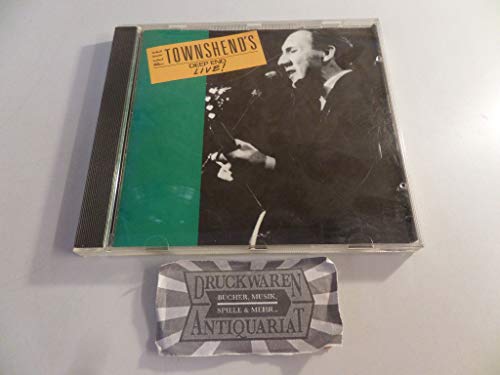 TOWNSHEND'S
DEEP END
LIVE!
DRUCKWAREN
BÜCHER, MUSIK,
SPIELE & MEHR...
ANTIQUARIAT